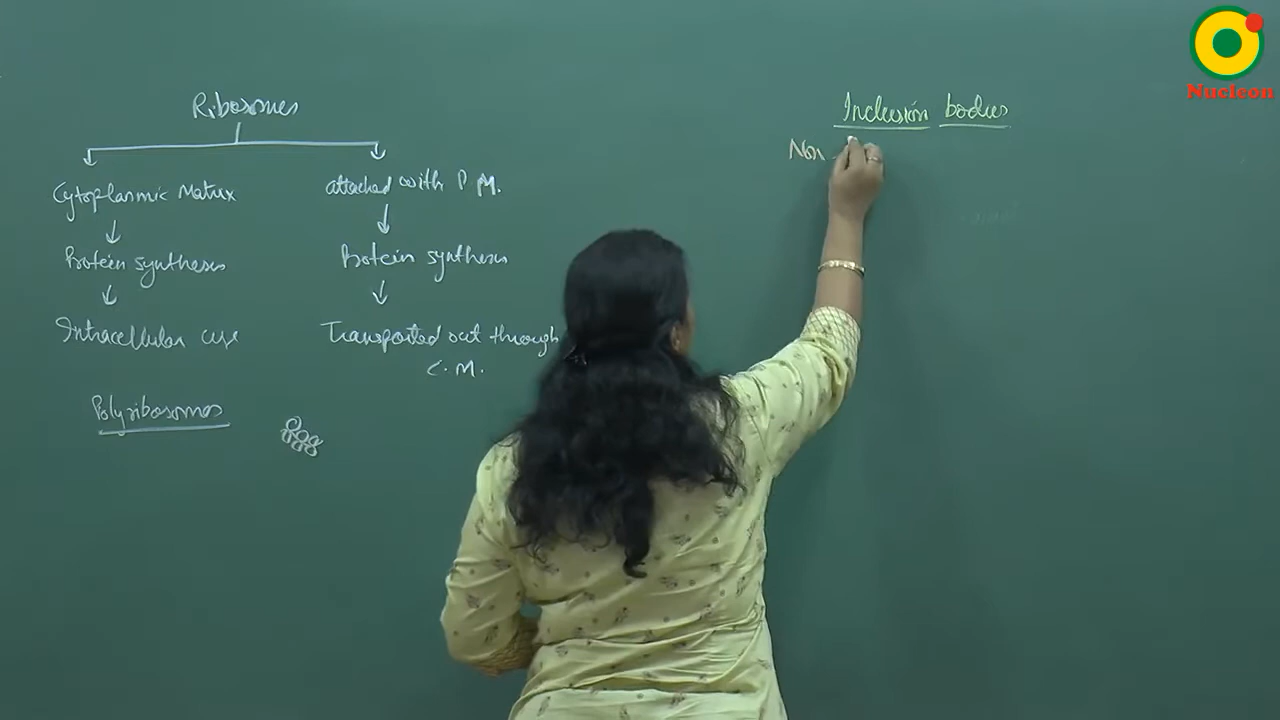 Ribosomes
Cytoplasmic Matrix
Protein synthesis
Intracellular use
attached with P.M.
Protein synthesis
Transported out through
C.M.
Polyribosomes
Inclusion bodies
Non
Nucleon